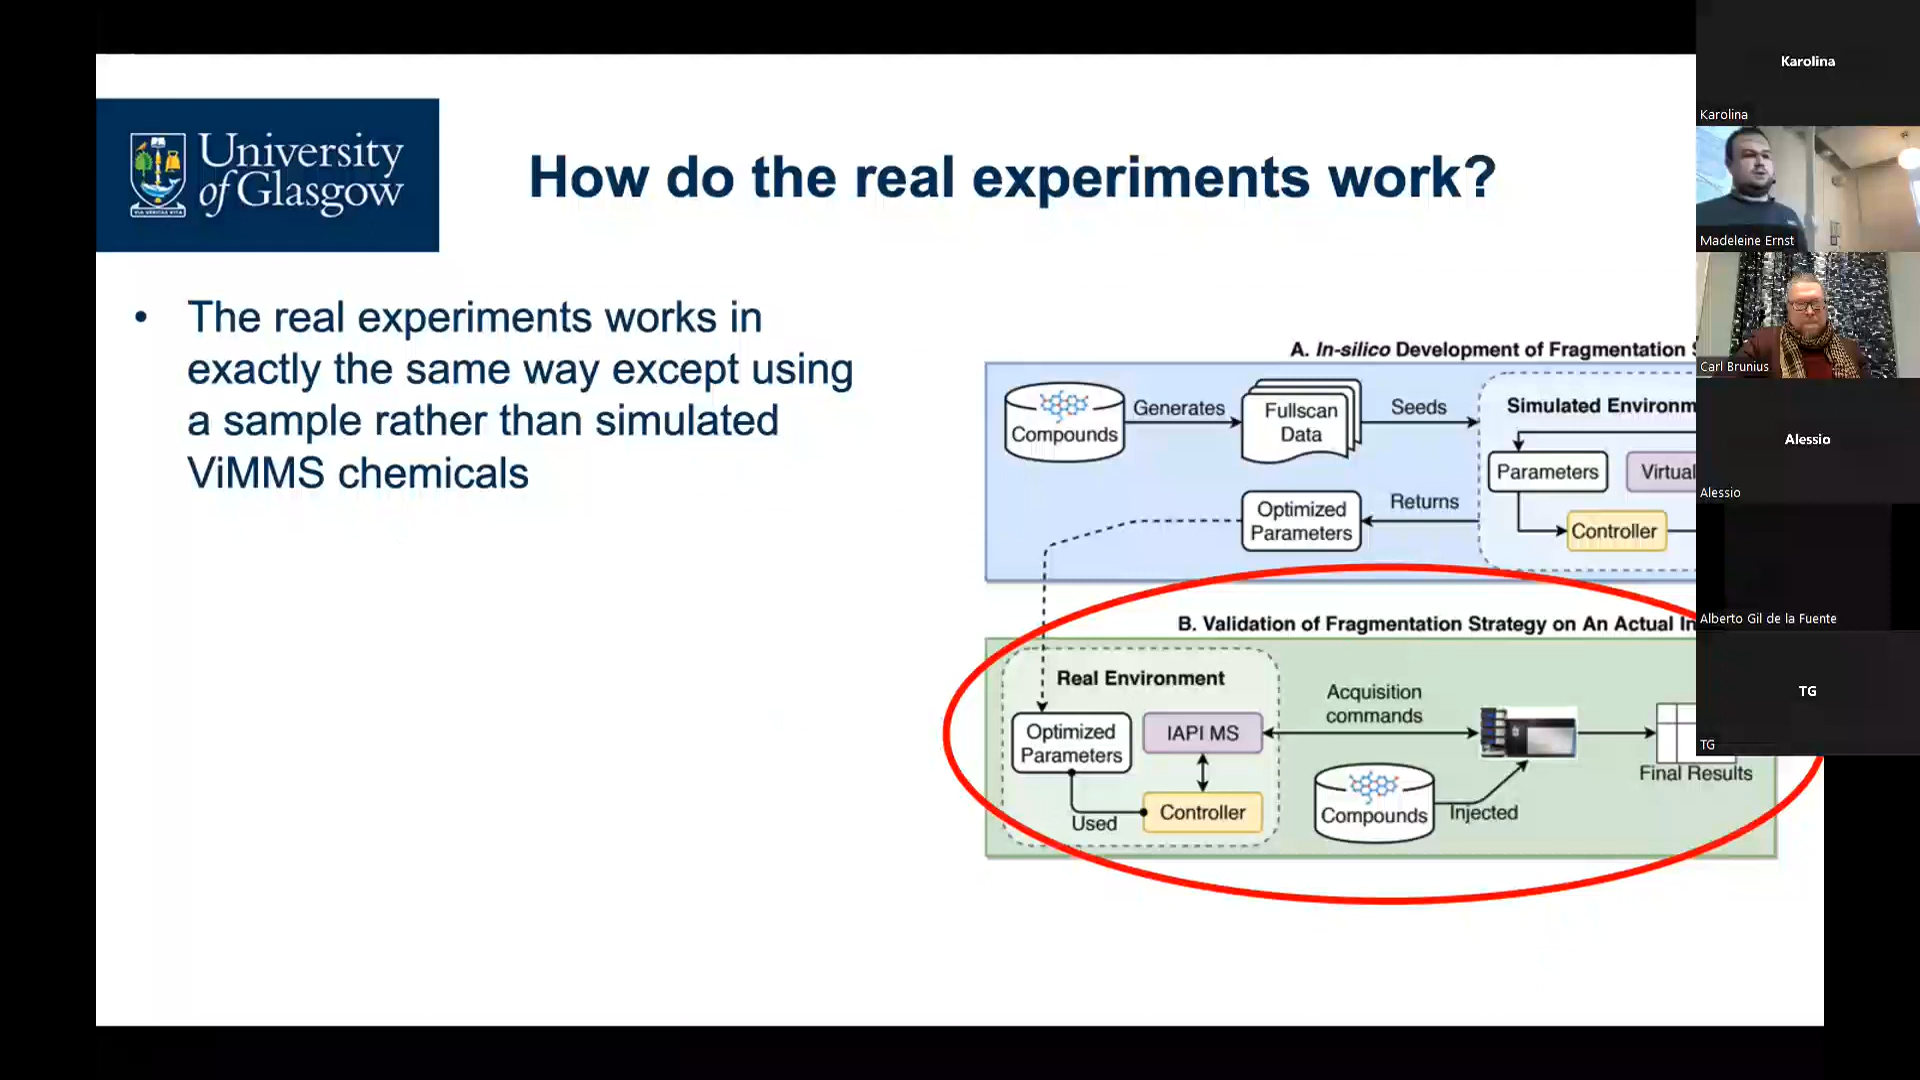 University
of Glasgow
VIA VERITAS VITA
How do the real experiments work?
• The real experiments works in
exactly the same way except using
a sample rather than simulated
ViMMS chemicals
A. In-silico Development of Fragmentation
Compounds
Generates
Fullscan
Data
Seeds
Simulated
Parameters
Virtual
Controller
Returns
Optimized
Parameters
B. Validation of Fragmentation Strategy on An Actual
Real Environment
Optimized
Parameters
IAPI MS
Used
Controller
Acquisition
commands
Compounds
Injected
Final Results
Karolina
Karolina
Madeleine Ernst
Carl Brunius
Alessio
Alessio
Alberto Gil de la Fuente
TG
TG